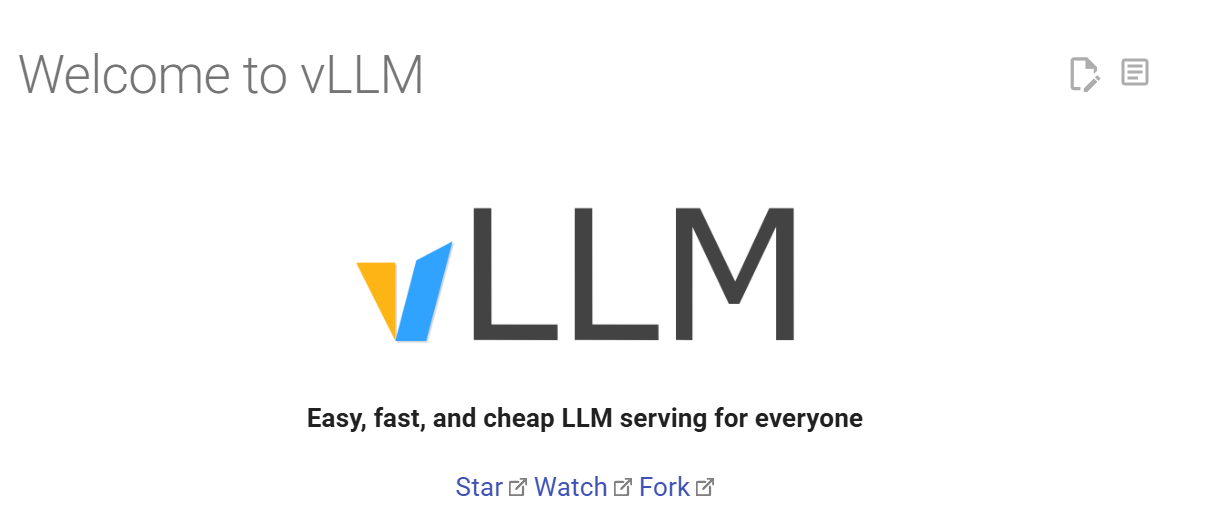 Welcome to vLLM
vLLM
Easy, fast, and cheap LLM serving for everyone
Star Watch Fork